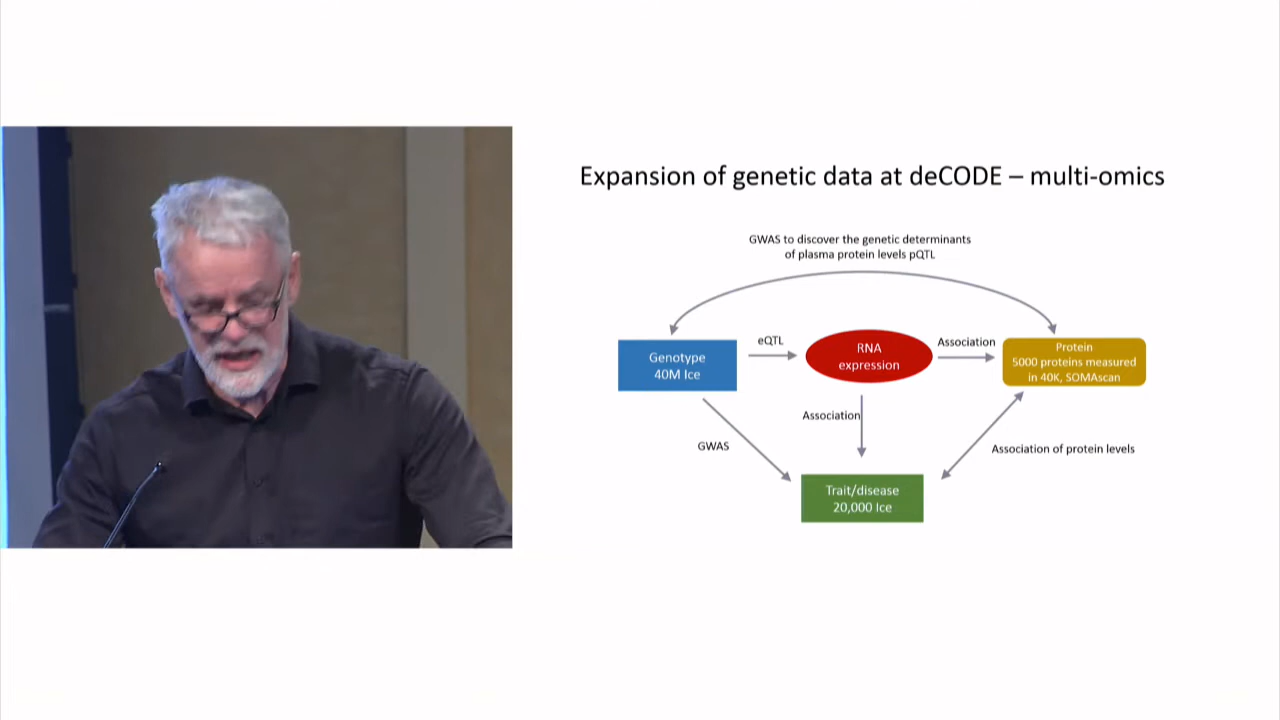 Expansion of genetic data at deCODE – multi-omics
GWAS to discover the genetic determinants
of plasma protein levels pQTL
eQTL
Association
Genotype
40M Ice
RNA
expression
Protein
5000 proteins measured
in 40K, SOMAscan
Association
GWAS
Association of protein levels
Trait/disease
20,000 Ice